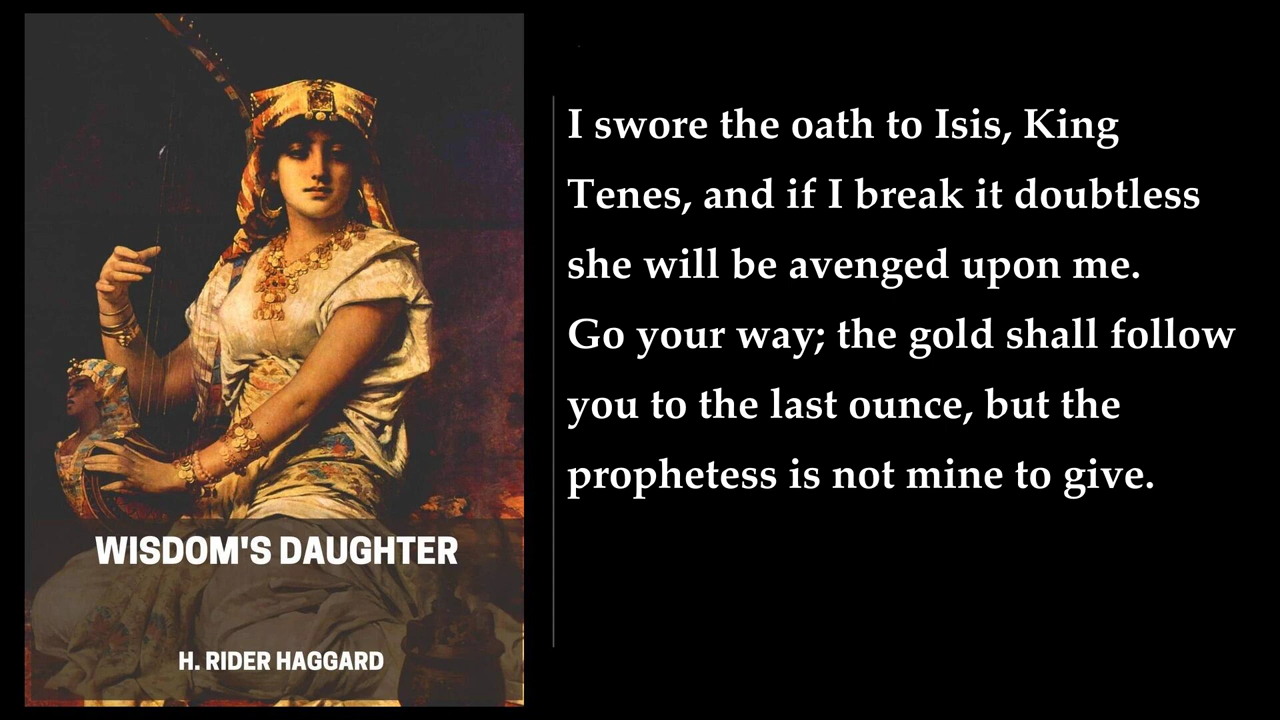 WISDOM'S DAUGHTER
H. RIDER HAGGARD
I swore the oath to Isis, King
Tenes, and if I break it doubtless
she will be avenged upon me.
Go your way; the gold shall follow
you to the last ounce, but the
prophetess is not mine to give.